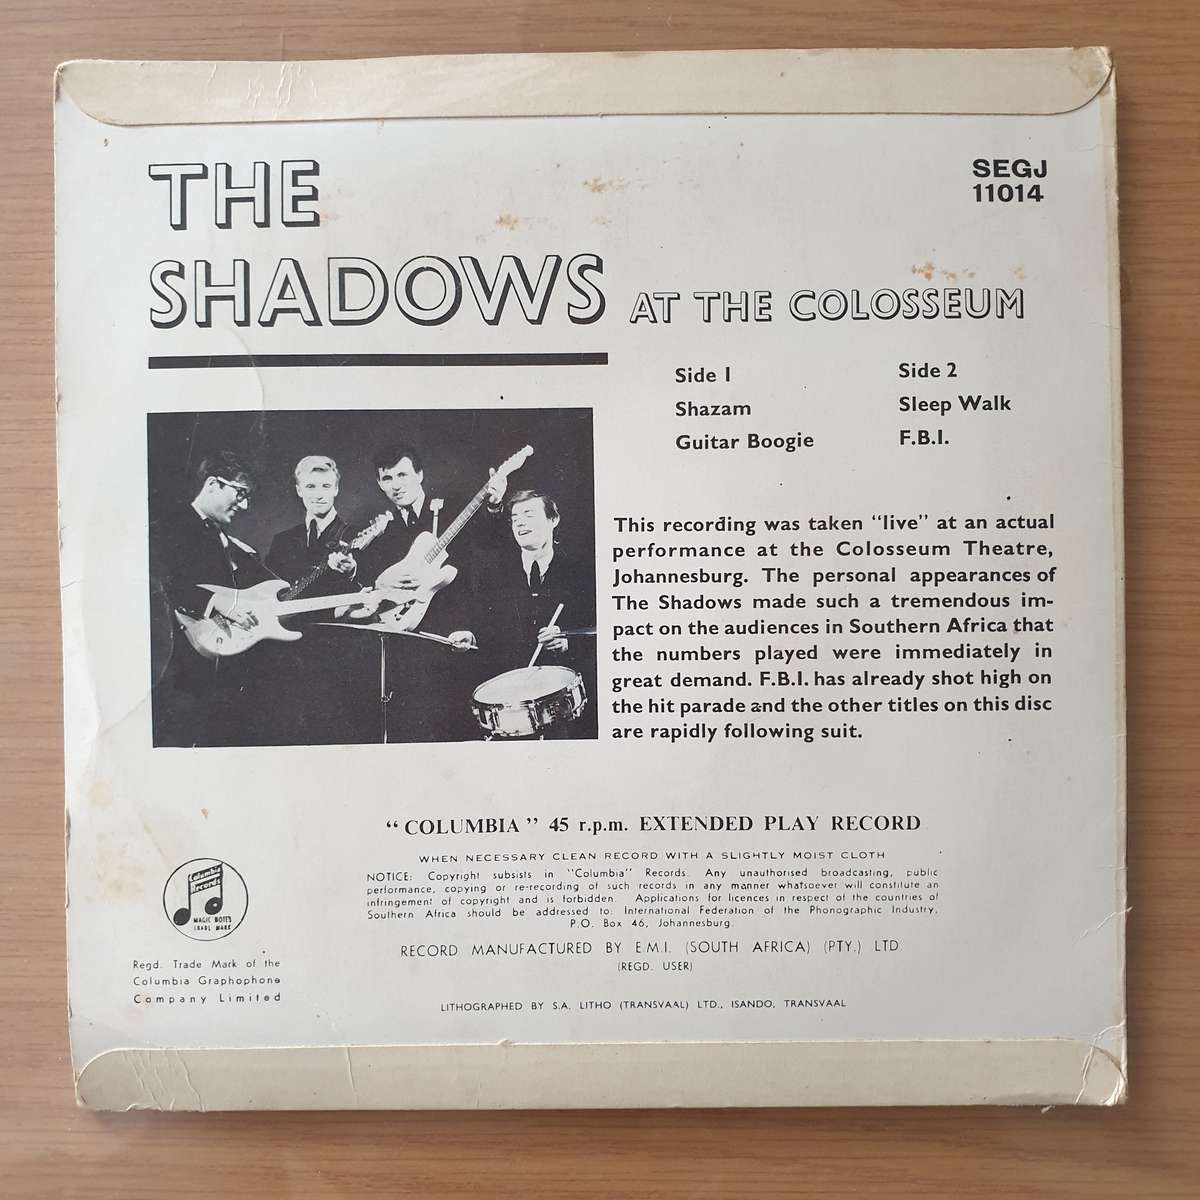 THE
SHADOWS AT THE COLOSSEUM
SEGJ
11014
Side 1
Shazam
Guitar Boogie
Side 2
Sleep Walk
F.B.I.
This recording was taken "live" at an actual
performance at the Colosseum Theatre,
Johannesburg. The personal appearances of
The Shadows made such a tremendous im-
pact on the audiences in Southern Africa that
the numbers played were immediately in
great demand. F.B.I. has already shot high on
the hit parade and the other titles on this disc
are rapidly following suit.
"COLUMBIA" 45 r.p.m. EXTENDED PLAY RECORD
WHEN NECESSARY CLEAN RECORD WITH A SLIGHTLY MOIST CLOTH
NOTICE: Copyright subsists in "Columbia" Records. Any unauthorised broadcasting, public
performance, copying or re-recording of such records in any manner whatsoever will constitute an
infringement of copyright and is forbidden. Applications for licences in respect of the countries of
Southern Africa should be addressed to: International Federation of the Phonographic Industry,
P.O. Box 46, Johannesburg.
RECORD MANUFACTURED BY E.M.I. (SOUTH AFRICA) (PTY.) LTD
(REGD. USER)
LITHOGRAPHED BY S.A. LITHO (TRANSVAAL) LTD., ISANDO, TRANSVAAL
Columbia
Records
MAGIC NOTES
TRADE MARK
Regd. Trade Mark of the
Columbia Graphophone
Company Limited